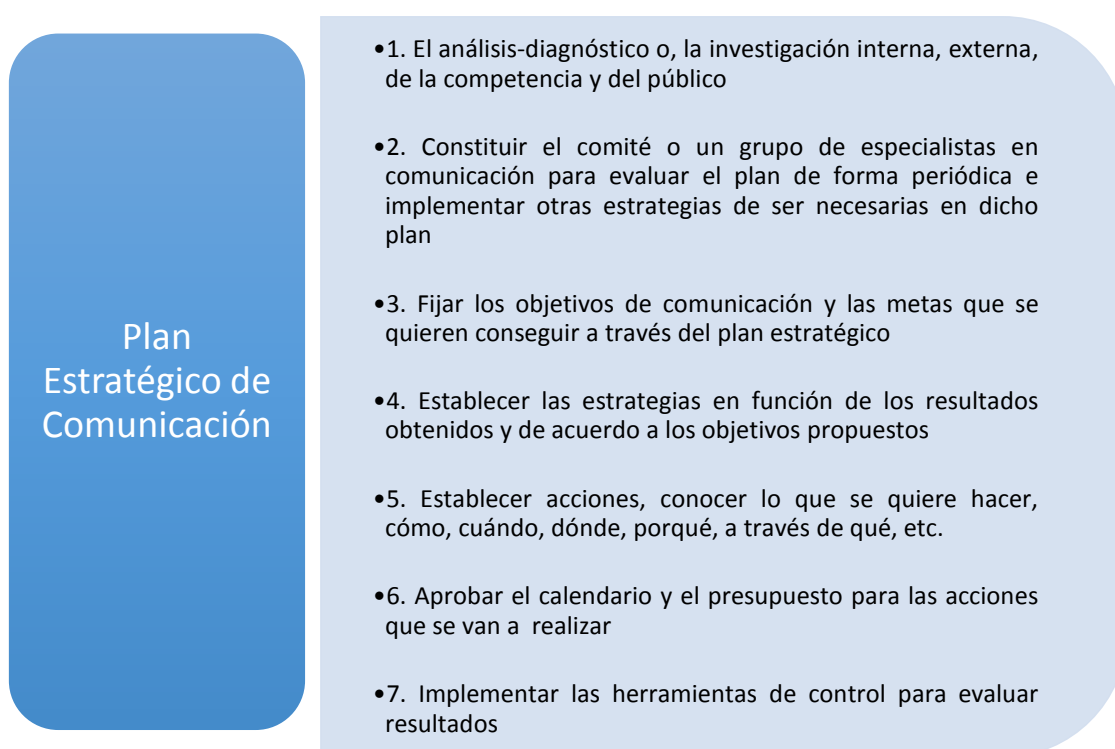 Plan
Estratégico de
Comunicación
•1. El análisis-diagnóstico o, la investigación interna, externa,
de la competencia y del público
•2. Constituir el comité o un grupo de especialistas en
comunicación para evaluar el plan de forma periódica e
implementar otras estrategias de ser necesarias en dicho
plan
•3. Fijar los objetivos de comunicación y las metas que se
quieren conseguir a través del plan estratégico
•4. Establecer las estrategias en función de los resultados
obtenidos y de acuerdo a los objetivos propuestos
•5. Establecer acciones, conocer lo que se quiere hacer,
cómo, cuándo, dónde, porqué, a través de qué, etc.
•6. Aprobar el calendario y el presupuesto para las acciones
que se van a realizar
•7. Implementar las herramientas de control para evaluar
resultados